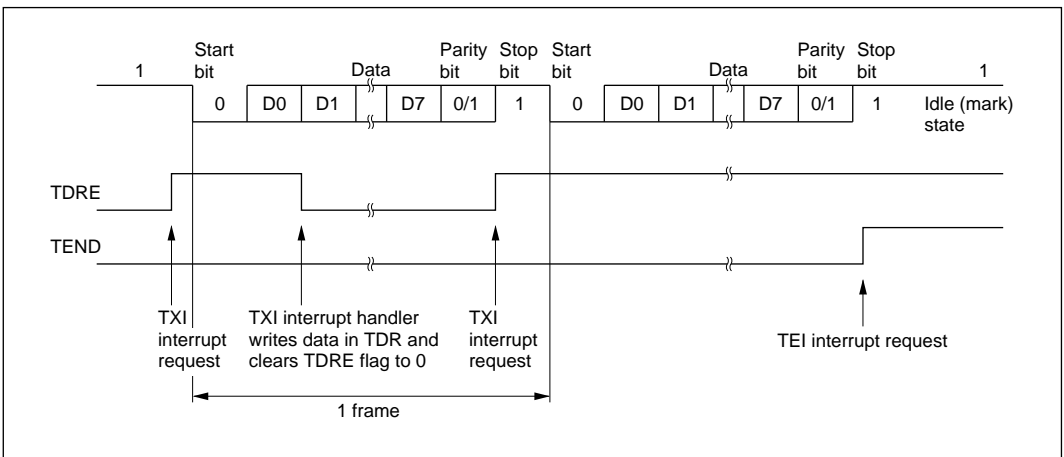 Start Parity Stop Start Parity Stop
1 bit Data bit bit bit Data bit bit 1
0 D0 D1 D7 0/1 1 0 D0 D1 D7 0/1 1 Idle (mark)
state
TDRE
TEND
TXI
interrupt
request
TXI interrupt handler
writes data in TDR and
clears TDRE flag to 0
TXI
interrupt
request
TEI interrupt request
1 frame